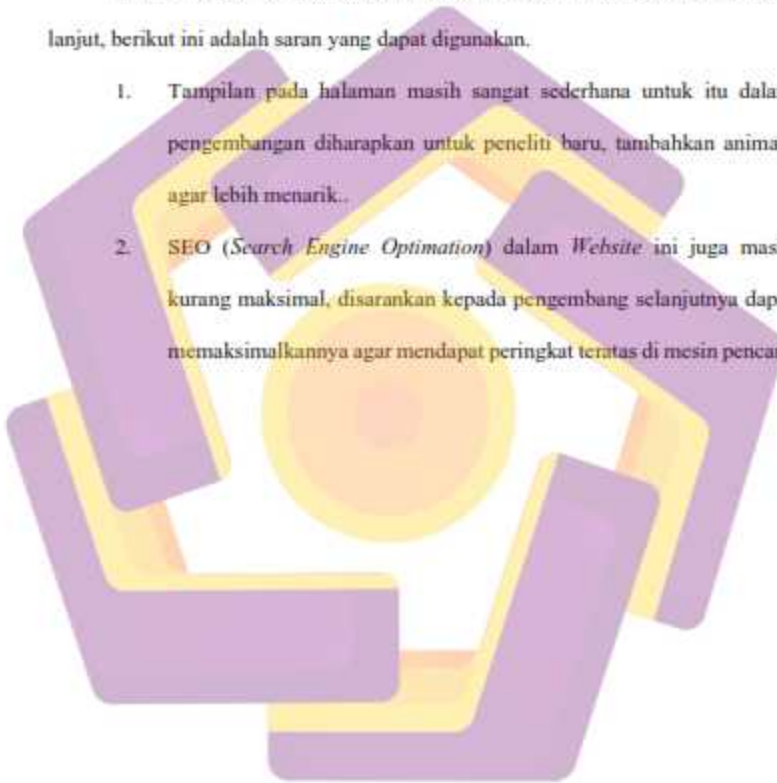 lanjut, berikut ini adalah saran yang dapat digunakan.
1. Tampilan pada halaman masih sangat sederhana untuk itu dalam
pengembangan diharapkan untuk peneliti baru, tambahkan anima
agar lebih menarik..
2. SEO (Search Engine Optimation) dalam Website ini juga mas
kurang maksimal, disarankan kepada pengembang selanjutnya dap
memaksimalkannya agar mendapat peringkat teratas di mesin pencar